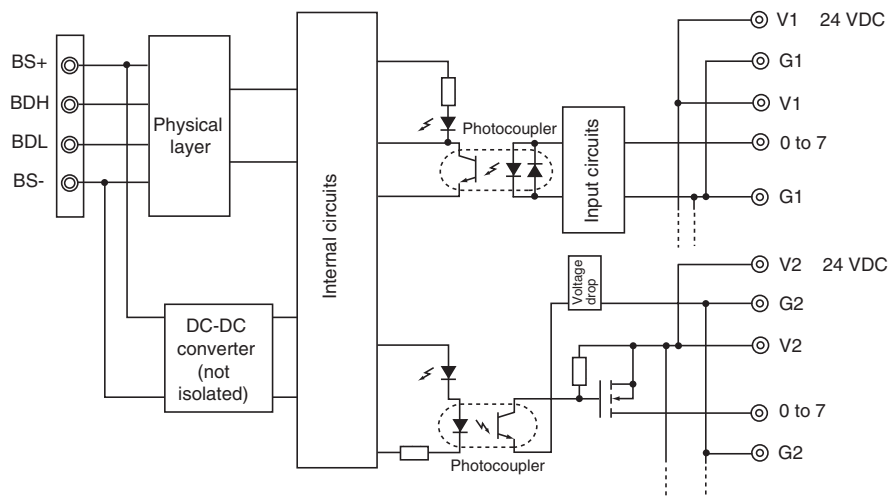 BS+
BDH
BDL
BS-
Physical
layer
DC-DC
converter
(not
isolated)
Internal circuits
Photocoupler
Input circuits
V1 24 VDC
G1
V1
0 to 7
G1
Voltage
drop
Photocoupler
V2 24 VDC
G2
V2
0 to 7
G2